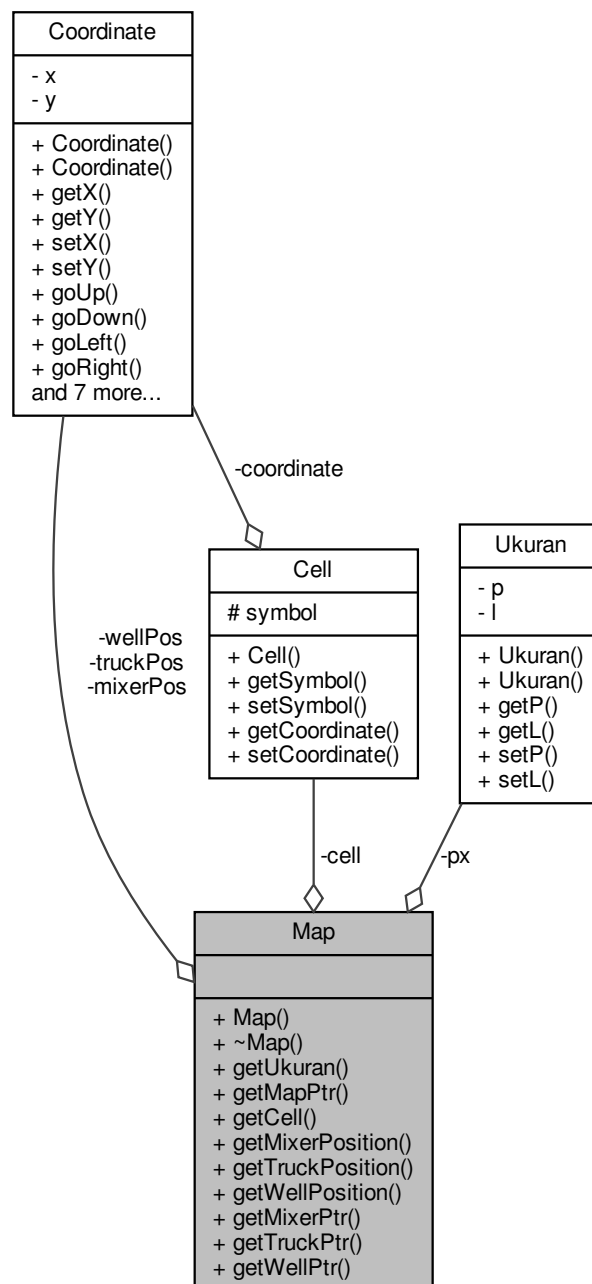 Coordinate
- x
- y
+ Coordinate()
+ Coordinate()
+ getX()
+ getY()
+ setX()
+ setY()
+ goUp()
+ goDown()
+ goLeft()
+ goRight()
and 7 more...
-coordinate
Cell
# symbol
+ Cell()
+ getSymbol()
+ setSymbol()
+ getCoordinate()
+ setCoordinate()
Ukuran
- p
- l
+ Ukuran()
+ Ukuran()
+ getP()
+ getL()
+ setP()
+ setL()
-wellPos
-truckPos
-mixerPos
-cell
-px
Map
+ Map()
+ ~Map()
+ getUkuran()
+ getMapPtr()
+ getCell()
+ getMixerPosition()
+ getTruckPosition()
+ getWellPosition()
+ getMixerPtr()
+ getTruckPtr()
+ getWellPtr()